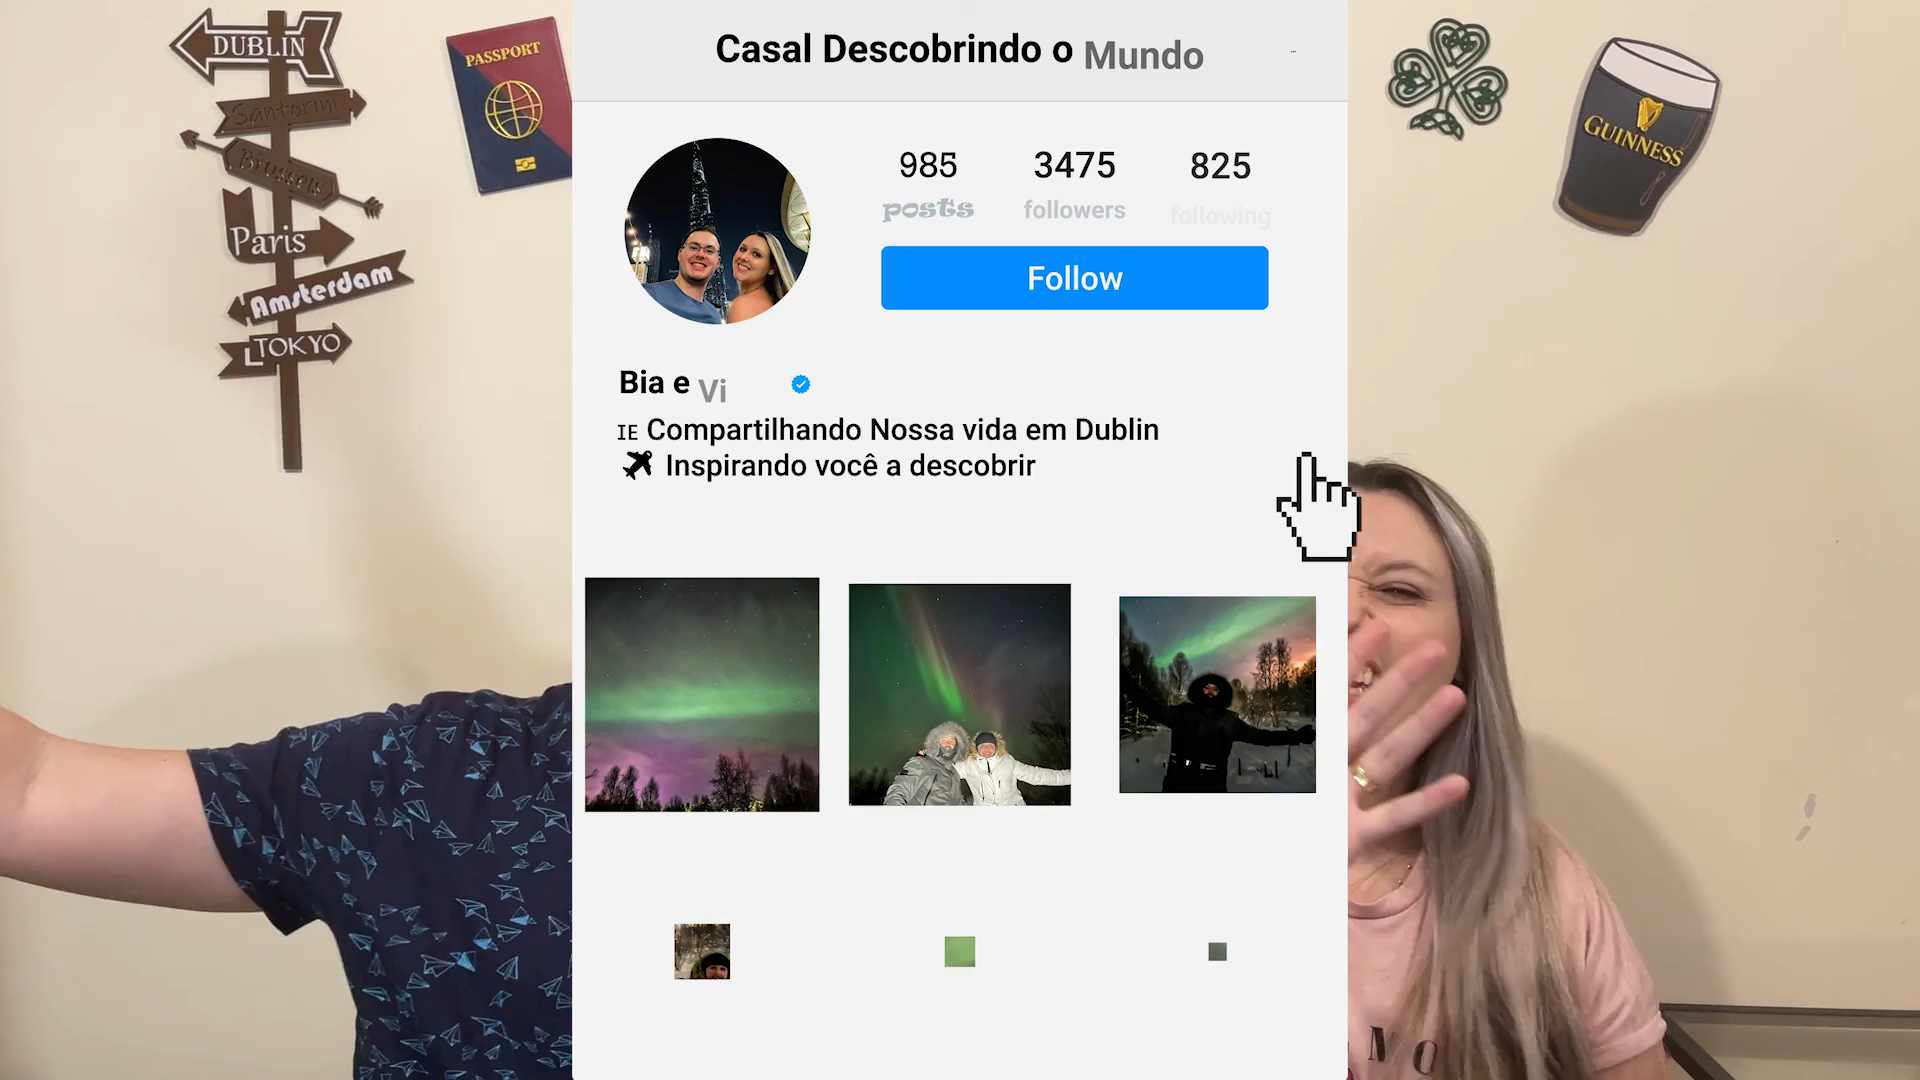 DUBLIN
Santorini
Brussels
Paris
Amsterdam
TOKYO
PASSPORT
Casal Descobrindo o Mundo
985 3475 825
posts followers following
Follow
Bia e Vi
IE Compartilhando Nossa vida em Dublin
Inspirando você a descobrir
GUINNESS